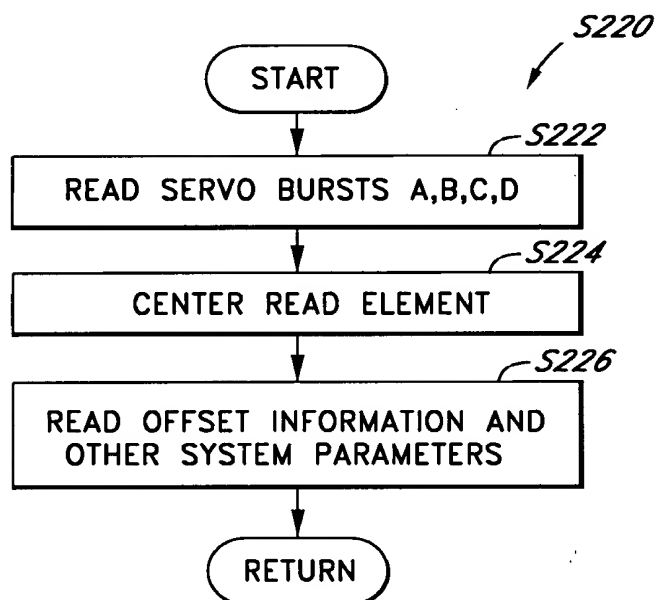 S220
START
S222
READ SERVO BURSTS A,B,C,D
S224
CENTER READ ELEMENT
S226
READ OFFSET INFORMATION AND
OTHER SYSTEM PARAMETERS
RETURN